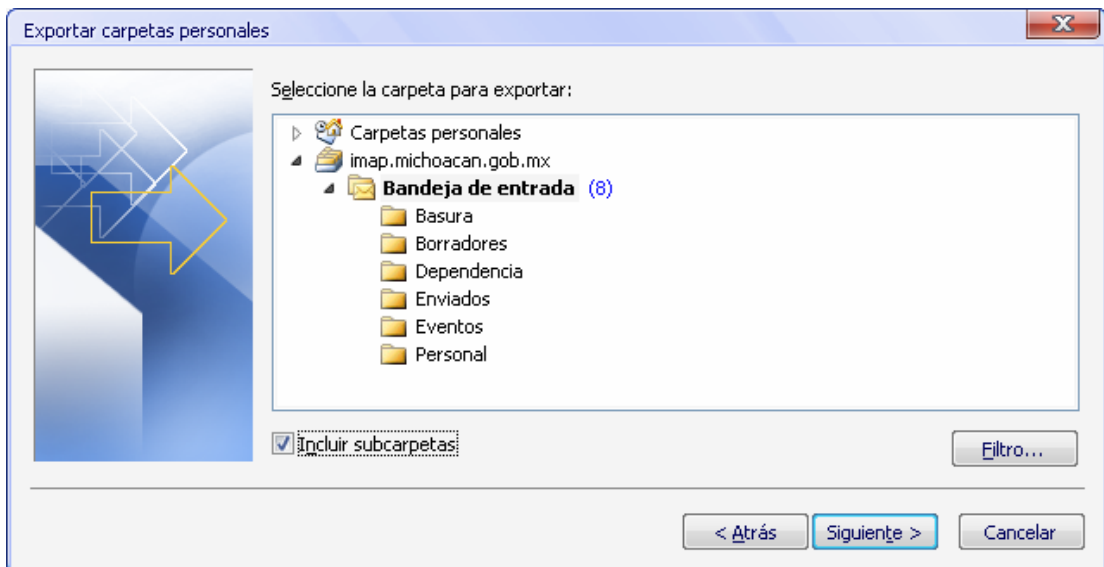 Exportar carpetas personales
Seleccione la carpeta para exportar:
Carpetas personales
imap.michoacan.gob.mx
Bandeja de entrada (8)
Basura
Borradores
Dependencia
Enviados
Eventos
Personal
Incluir subcarpetas
Filtro...
< Atrás Siguiente > Cancelar